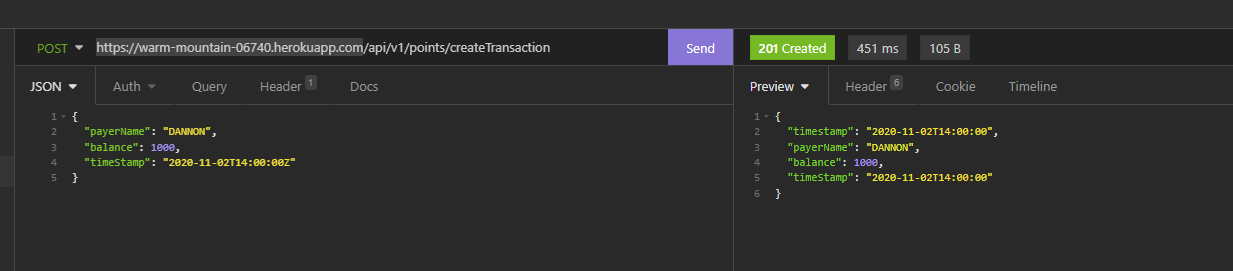 POST https://warm-mountain-06740.herokuapp.com/api/v1/points/createTransaction Send 201 Created 451 ms 105 B
JSON Auth Query Header 1 Docs Preview Header 6 Cookie Timeline
1 {
2 "payerName": "DANNON",
3 "balance": 1000,
4 "timeStamp": "2020-11-02T14:00:00Z"
5 }
1 {
2 "timestamp": "2020-11-02T14:00:00",
3 "payerName": "DANNON",
4 "balance": 1000,
5 "timeStamp": "2020-11-02T14:00:00"
6 }